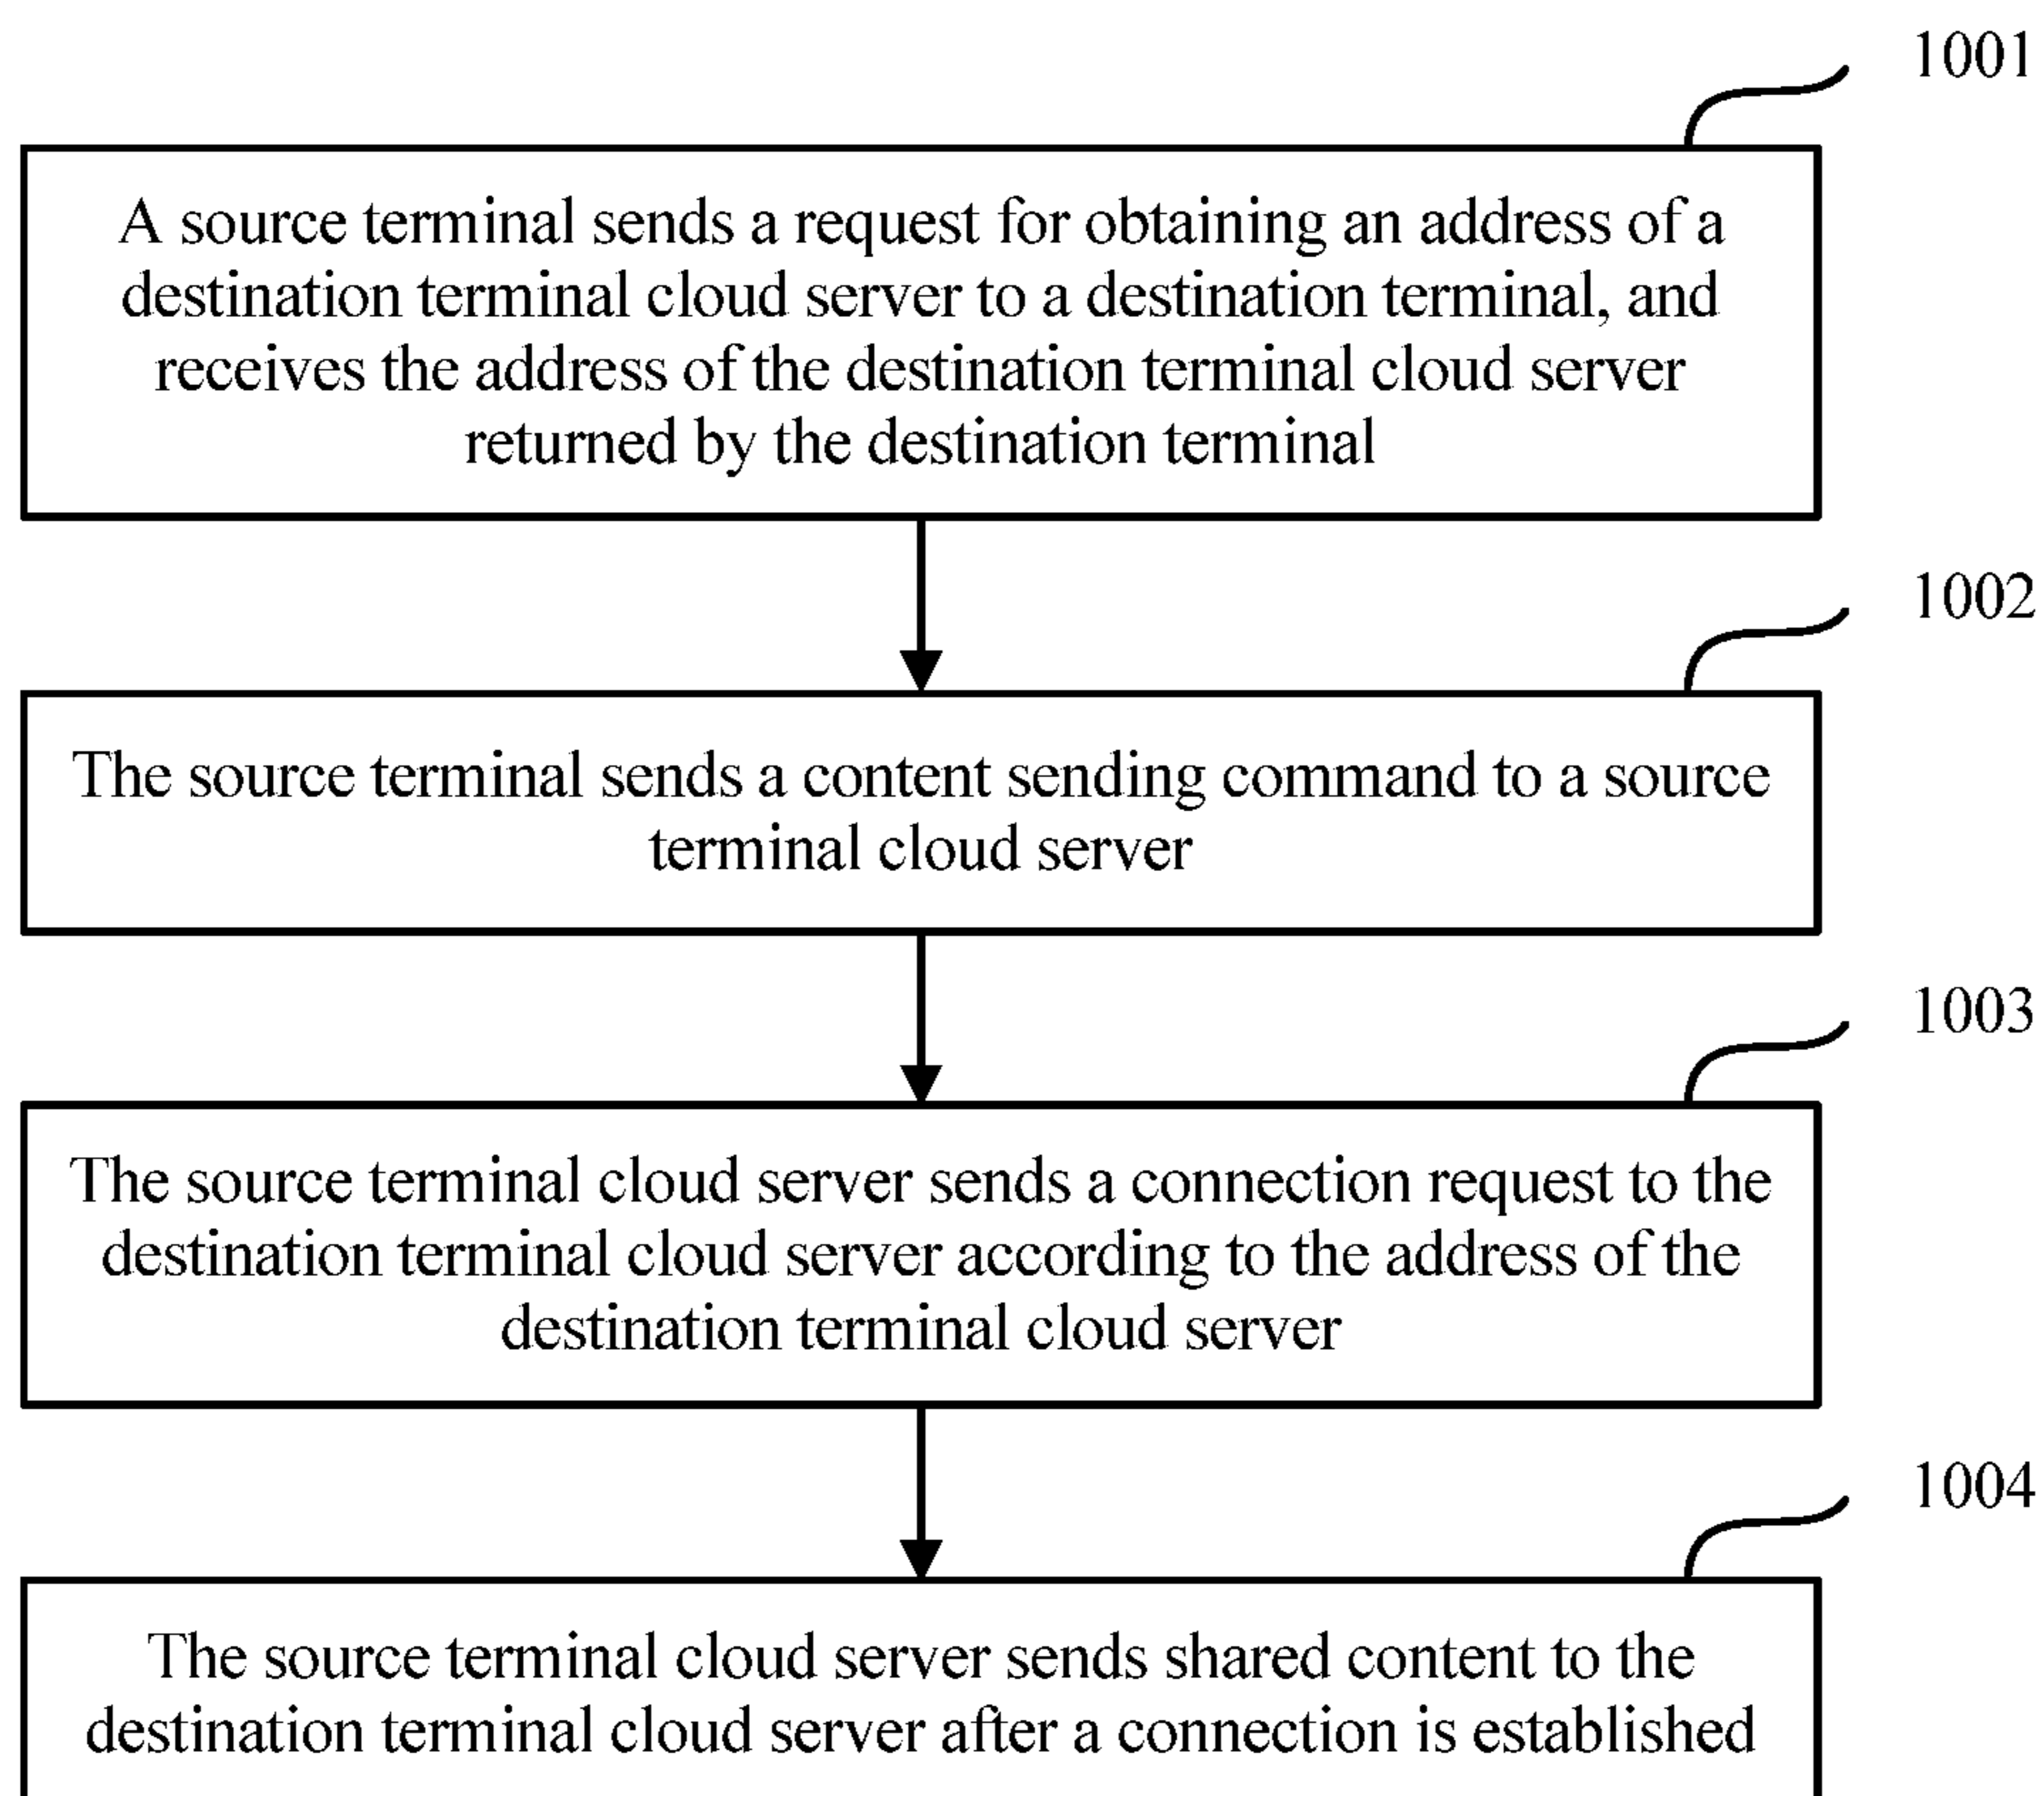 1001
A source terminal sends a request for obtaining an address of a
destination terminal cloud server to a destination terminal, and
receives the address of the destination terminal cloud server
returned by the destination terminal
1002
The source terminal sends a content sending command to a source
terminal cloud server
1003
The source terminal cloud server sends a connection request to the
destination terminal cloud server according to the address of the
destination terminal cloud server
1004
The source terminal cloud server sends shared content to the
destination terminal cloud server after a connection is established